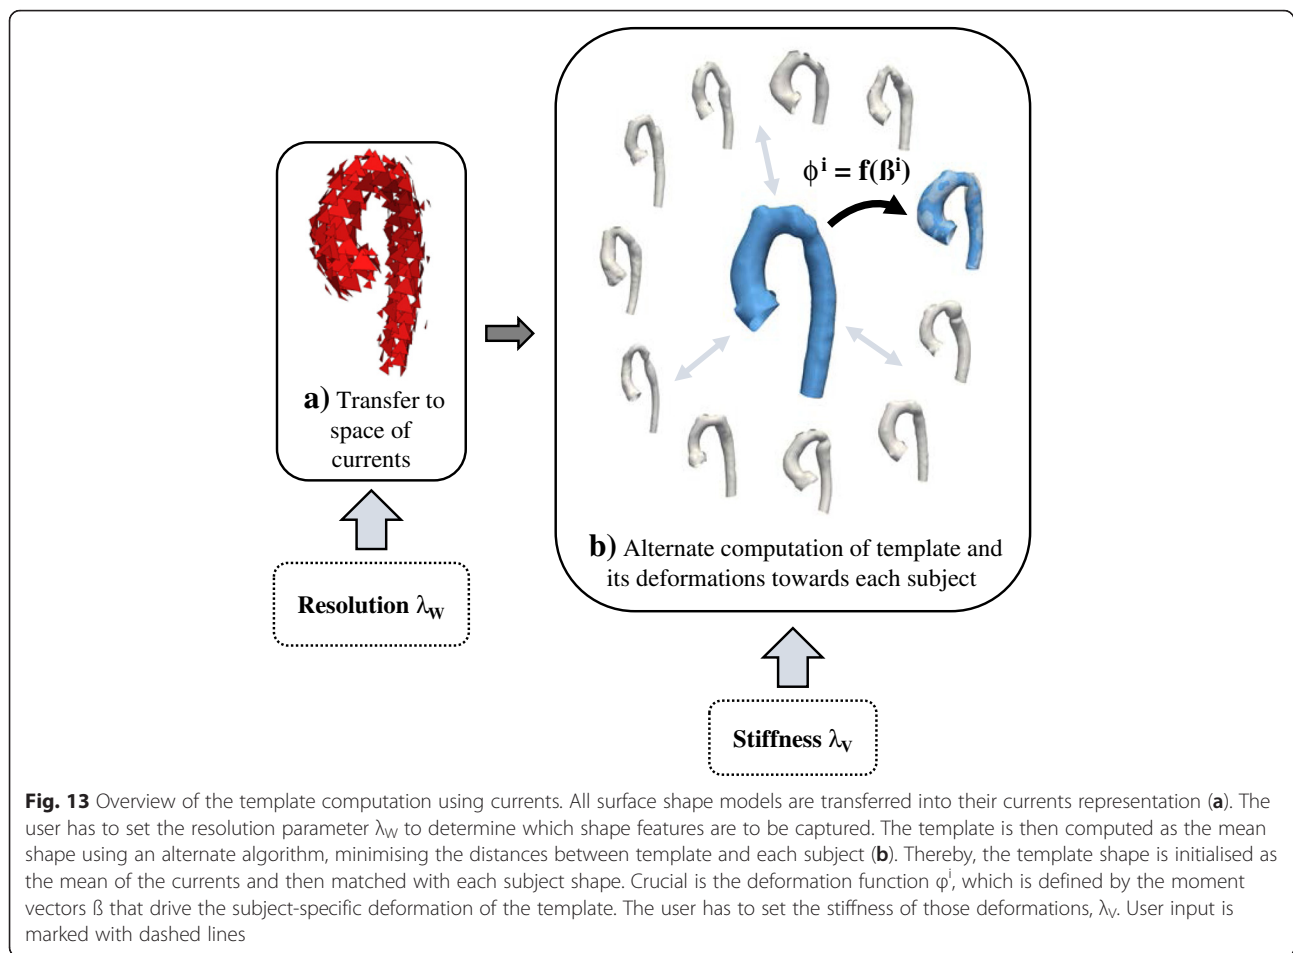 ϕⁱ = f(ßⁱ)
a) Transfer to
space of
currents
b) Alternate computation of template and
its deformations towards each subject
Resolution λ_W
Stiffness λ_V
Fig. 13 Overview of the template computation using currents. All surface shape models are transferred into their currents representation (a). The
user has to set the resolution parameter λ_W to determine which shape features are to be captured. The template is then computed as the mean
shape using an alternate algorithm, minimising the distances between template and each subject (b). Thereby, the template shape is initialised as
the mean of the currents and then matched with each subject shape. Crucial is the deformation function φⁱ, which is defined by the moment
vectors ß that drive the subject-specific deformation of the template. The user has to set the stiffness of those deformations, λ_V. User input is
marked with dashed lines